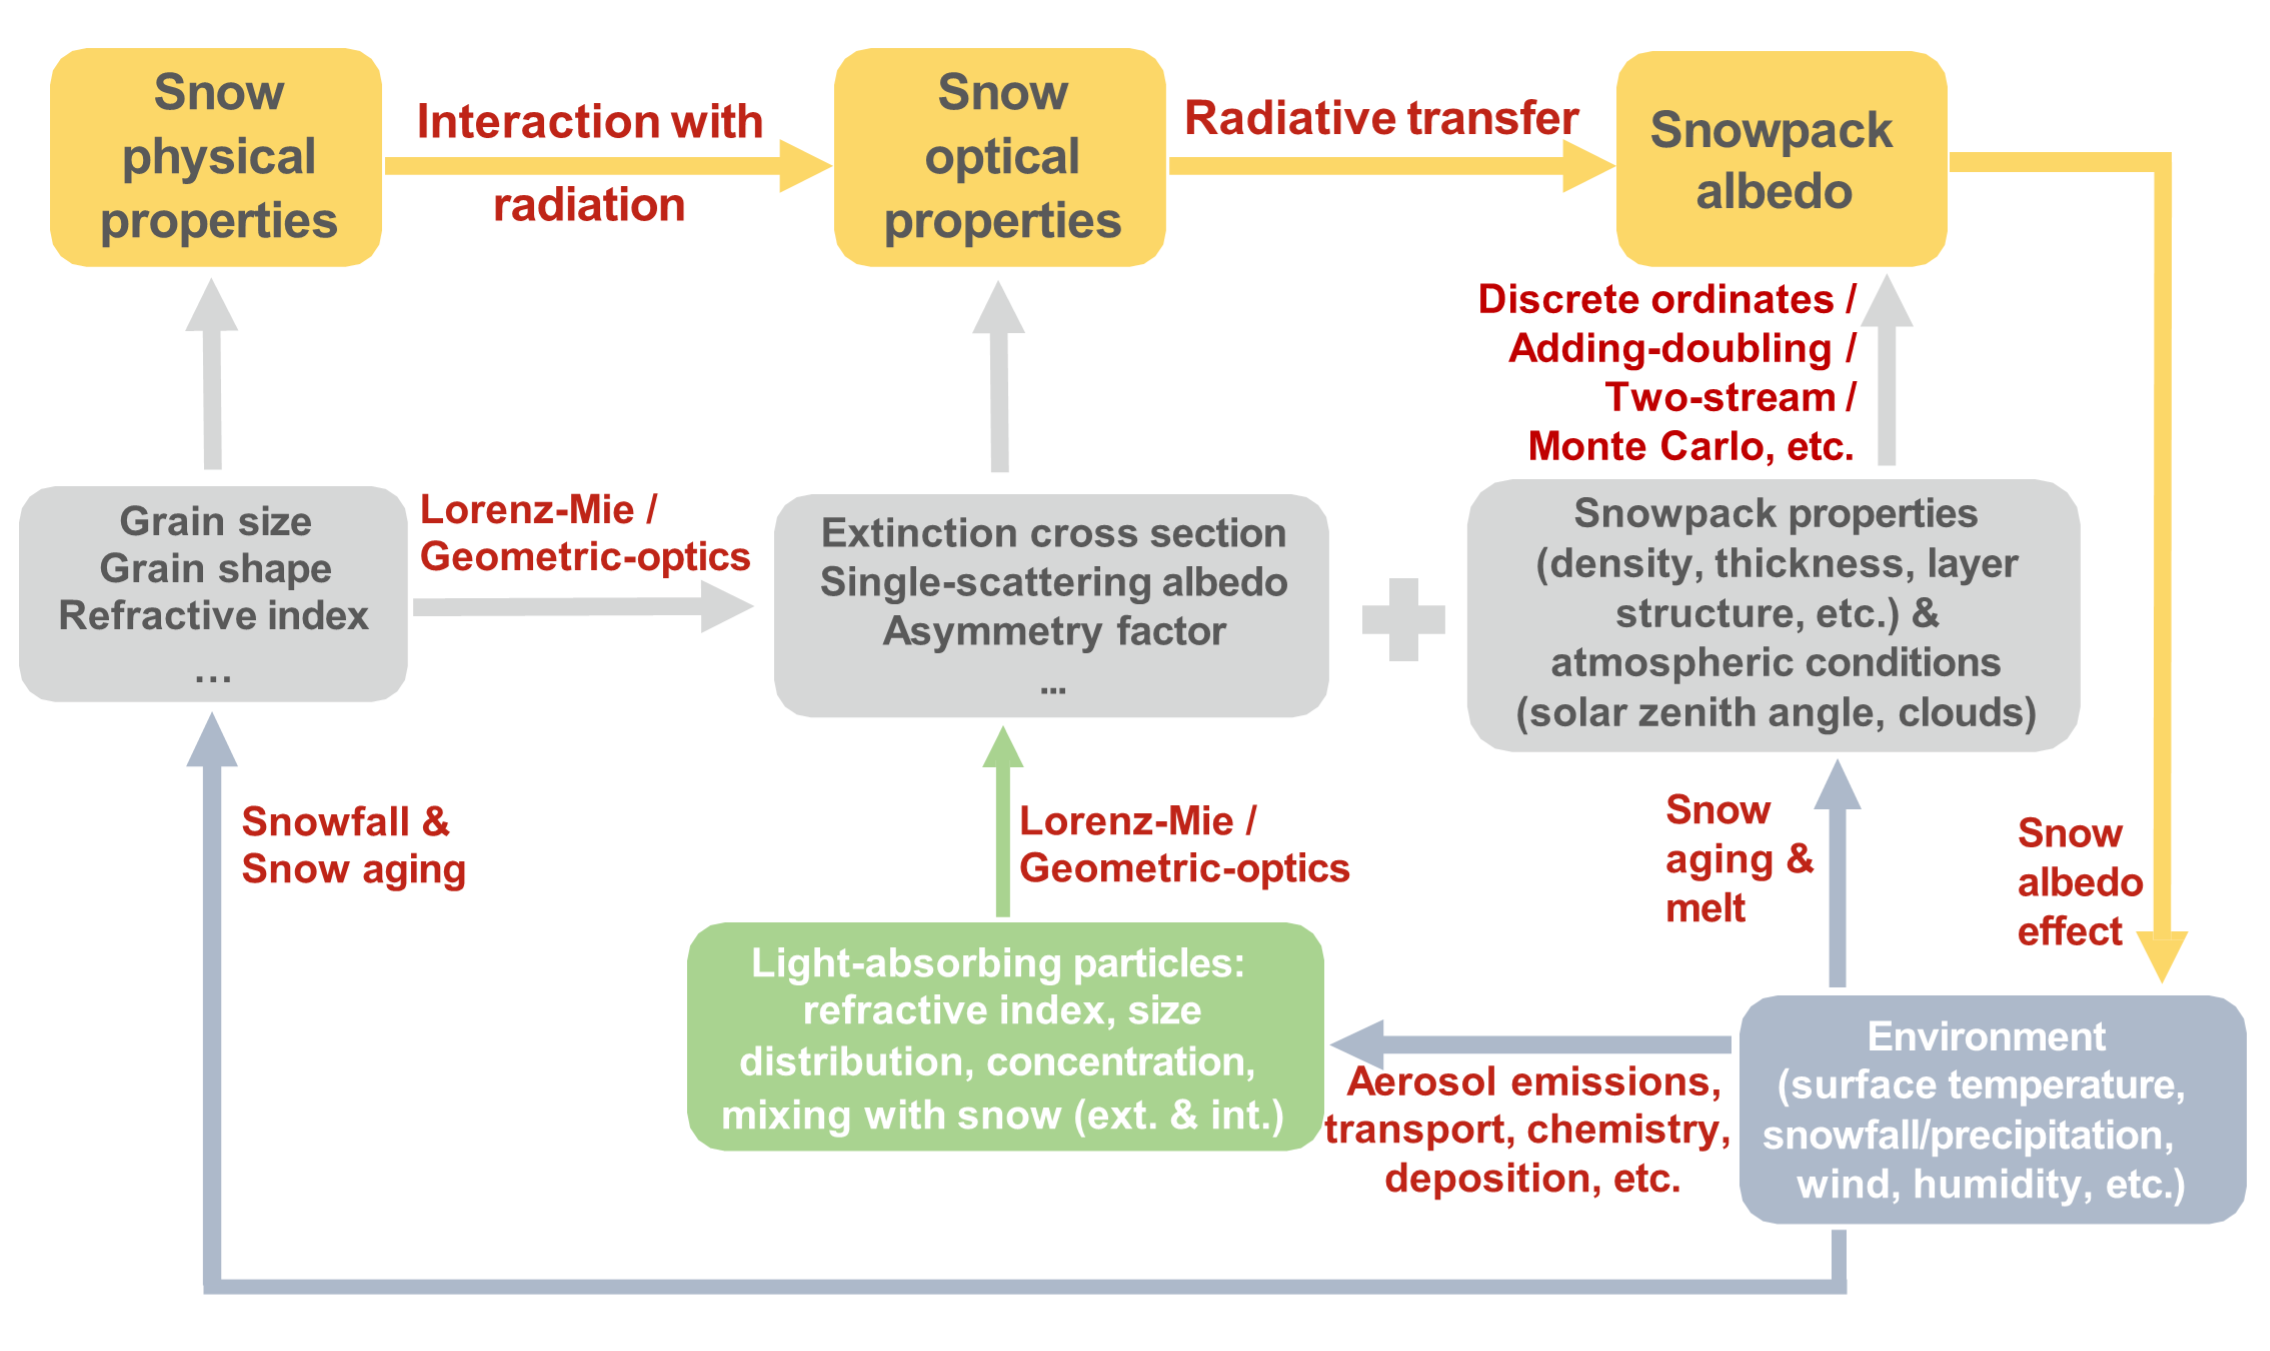 Snow
physical
properties
Interaction with
radiation
Snow
optical
properties
Radiative transfer
Snowpack
albedo
Discrete ordinates /
Adding-doubling /
Two-stream /
Monte Carlo, etc.
Grain size
Grain shape
Refractive index
...
Lorenz-Mie /
Geometric-optics
Extinction cross section
Single-scattering albedo
Asymmetry factor
...
Snowpack properties
(density, thickness, layer
structure, etc.) &
atmospheric conditions
(solar zenith angle, clouds)
Snowfall &
Snow aging
Lorenz-Mie /
Geometric-optics
Snow
aging &
melt
Snow
albedo
effect
Light-absorbing particles:
refractive index, size
distribution, concentration,
mixing with snow (ext. & int.)
Aerosol emissions,
transport, chemistry,
deposition, etc.
Environment
(surface temperature,
snowfall/precipitation,
wind, humidity, etc.)